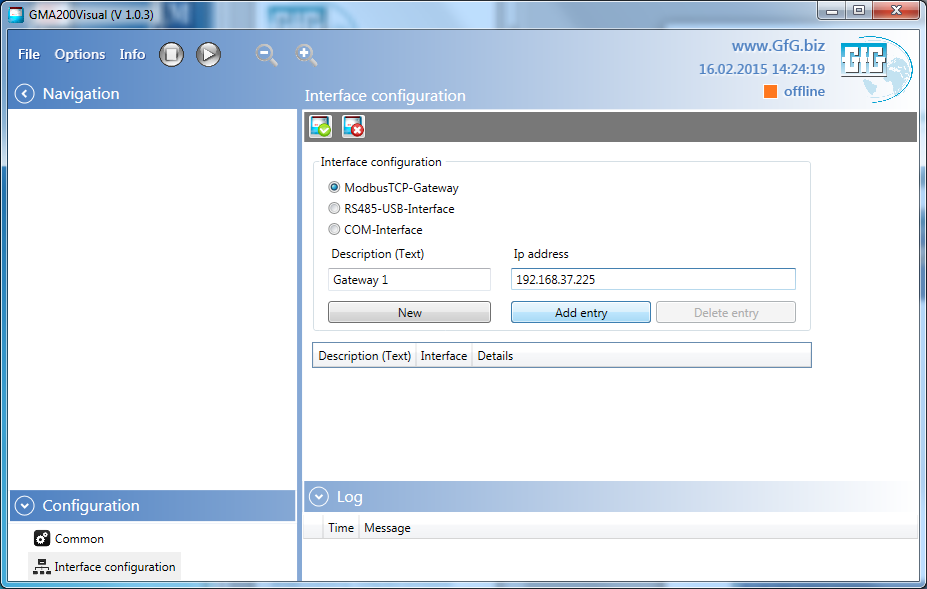 GMA200Visual (V 1.0.3)
File Options Info
www.GfG.biz
16.02.2015 14:24:19
offline
GfG
Navigation
Interface configuration
Interface configuration
ModbusTCP-Gateway
RS485-USB-Interface
COM-Interface
Description (Text) Ip address
Gateway 1 192.168.37.225
New Add entry Delete entry
Description (Text) Interface Details
Configuration
Common
Interface configuration
Log
Time Message